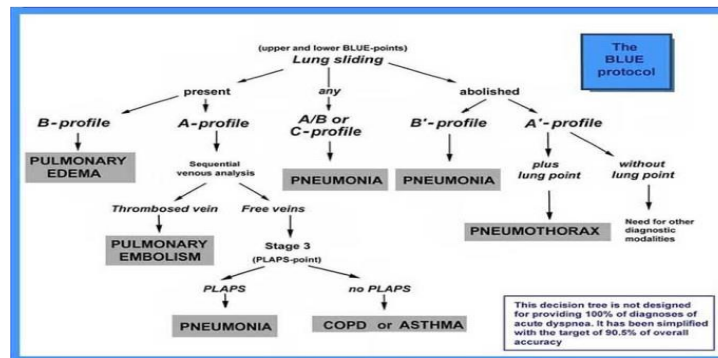 (upper and lower BLUE-points)
Lung sliding
The
BLUE
protocol
present
any
abolished
B-profile
A-profile
A/B or
C-profile
B'-profile
A'-profile
PULMONARY
EDEMA
Sequential
venous analysis
PNEUMONIA
PNEUMONIA
plus
lung point
without
lung point
Thrombosed vein
Free veins
PNEUMOTHORAX
Need for other
diagnostic
modalities
PULMONARY
EMBOLISM
Stage 3
(PLAPS-point)
PLAPS
no PLAPS
PNEUMONIA
COPD or ASTHMA
This decision tree is not designed
for providing 100% of diagnoses of
acute dyspnea. It has been simplified
with the target of 90.5% of overall
accuracy